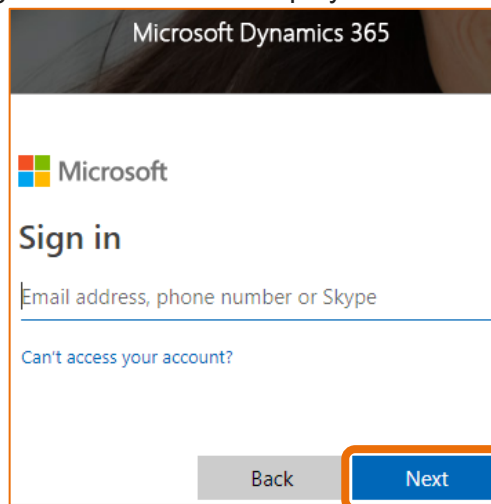 Microsoft Dynamics 365
Microsoft
Sign in
Email address, phone number or Skype
Can't access your account?
Back Next